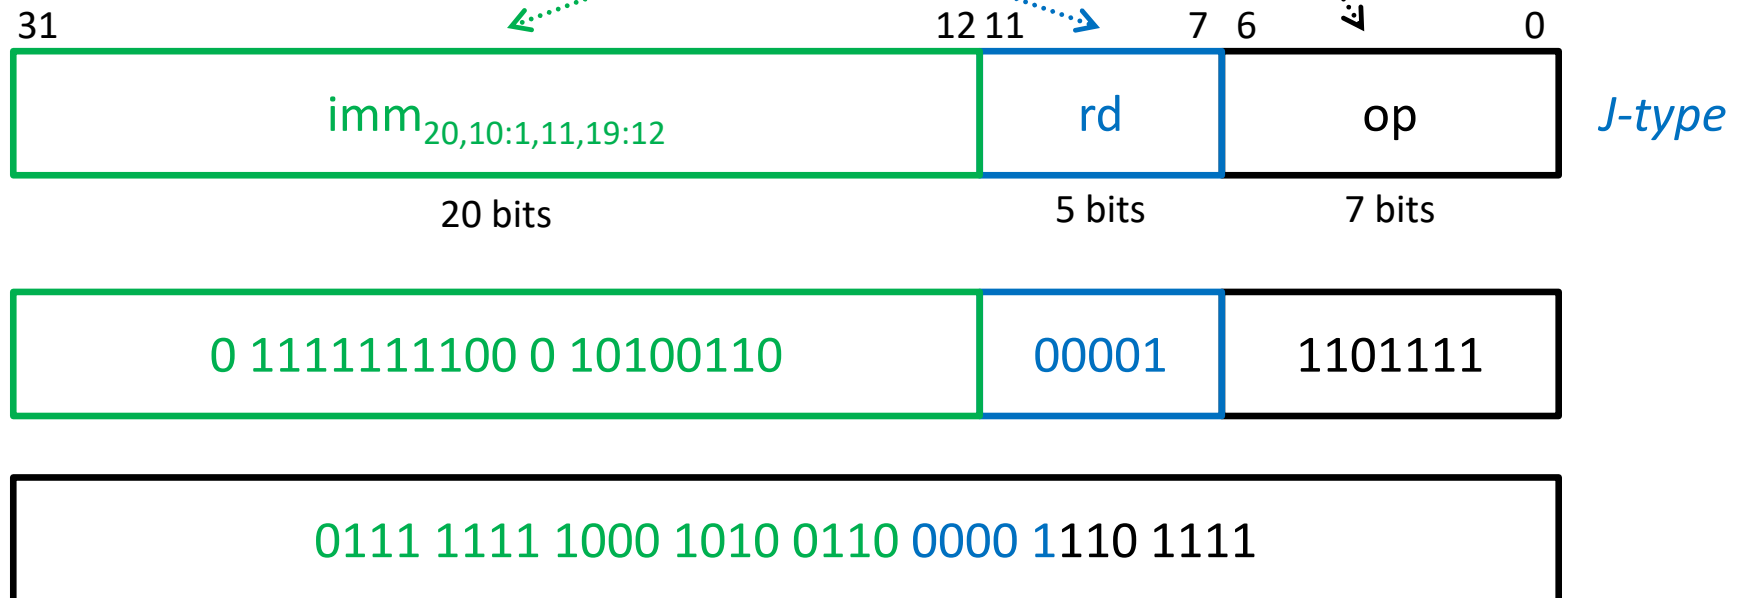 31 12 11 7 6 0
imm20,10:1,11,19:12 rd op J-type
20 bits 5 bits 7 bits
0 1111111100 0 10100110 00001 1101111
0111 1111 1000 1010 0110 0000 1110 1111